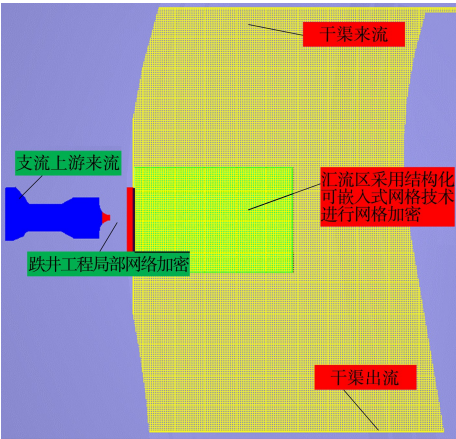 干渠来流
支流上游来流
汇流区采用结构化
可嵌入式网格技术
进行网格加密
跌井工程局部网络加密
干渠出流